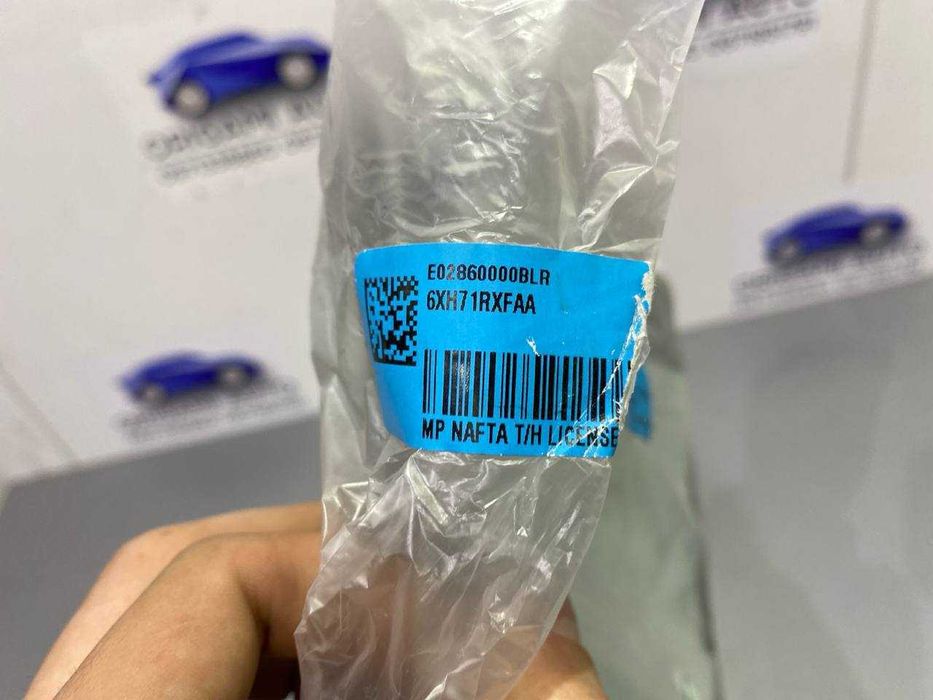 E02860000BLR
6XH71RXFAA
MP NAFTA T/H LICENSE